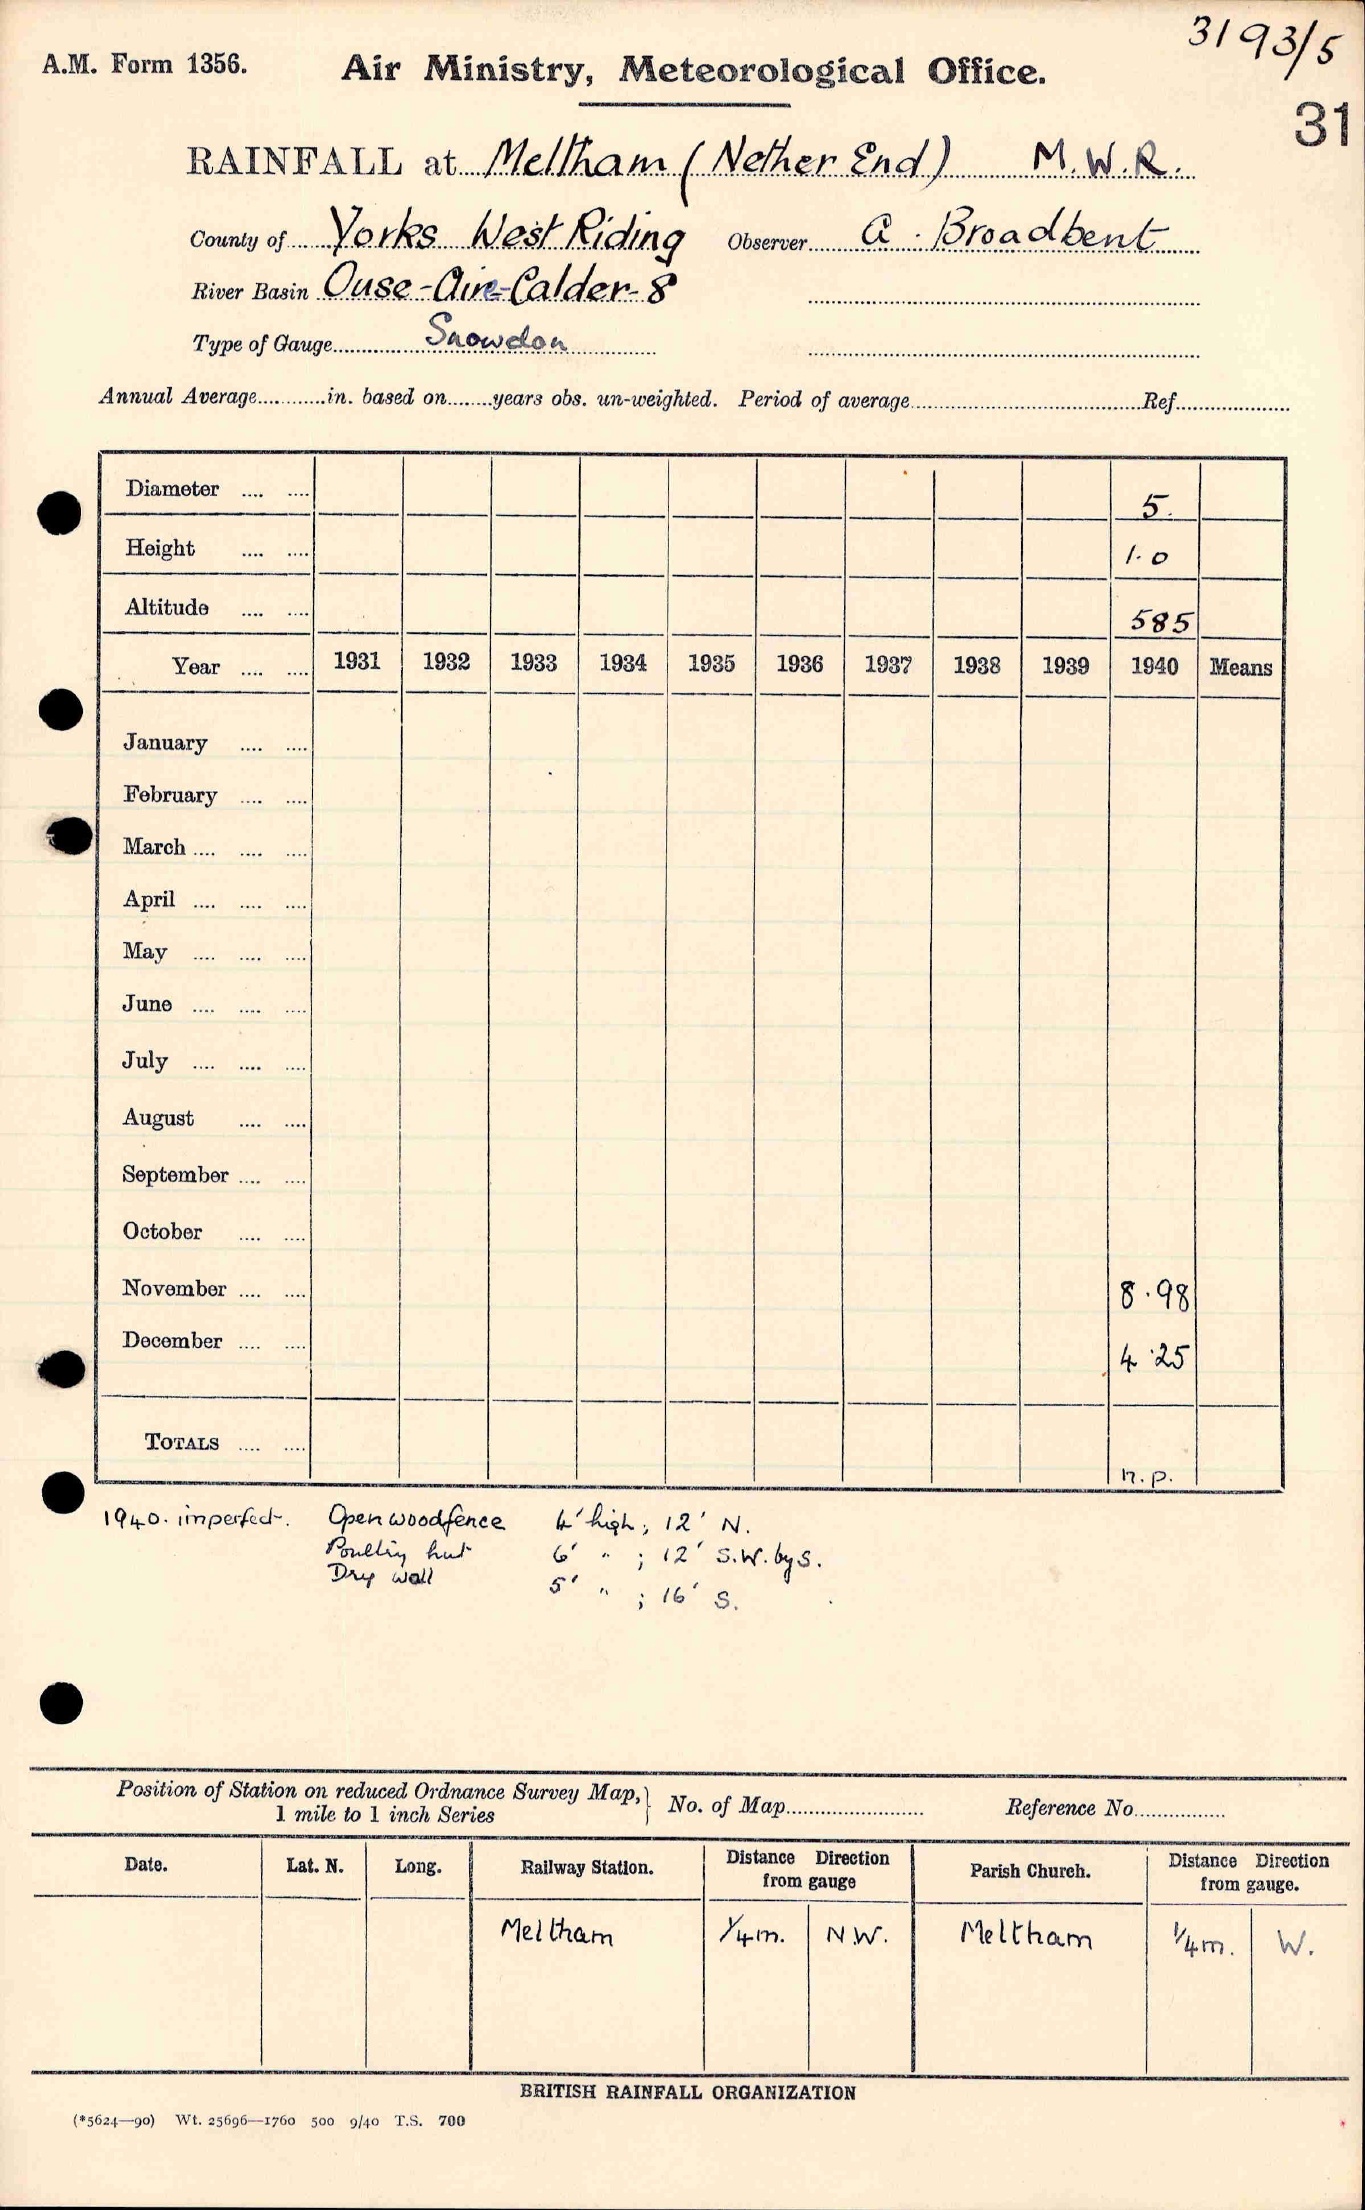 3193/5
A.M. Form 1356. Air Ministry, Meteorological Office.
31
RAINFALL at Meltham (Nether End) M.W.R.
County of Yorks West Riding Observer A. Broadbent
River Basin Ouse-Aire-Calder-8
Type of Gauge Snowdon
Annual Average............in. based on........years obs. un-weighted. Period of average........................................Ref....................
Diameter .... .... 5.
Height .... .... 1.0
Altitude .... .... 585
Year .... .... 1931 1932 1933 1934 1935 1936 1937 1938 1939 1940 Means
January .... ....
February .... ....
March .... .... ....
April .... .... ....
May .... .... ....
June .... .... ....
July .... .... ....
August .... ....
September .... ....
October .... ....
November .... .... 8.98
December .... .... 4.25
TOTALS .... .... n.p.
1940. imperfect. Open woodfence 4' high; 12' N.
Poultry hut 6' " ; 12' S.W. by S.
Dry wall 5' " ; 16' S.
Position of Station on reduced Ordnance Survey Map, 1 mile to 1 inch Series } No. of Map........................ Reference No................
Date. Lat. N. Long. Railway Station. Distance Direction from gauge Parish Church. Distance Direction from gauge.
Meltham 1/4 m. N.W. Meltham 1/4 m. W.
BRITISH RAINFALL ORGANIZATION
(*5624—90) Wt. 25696—1760 500 9/40 T.S. 700